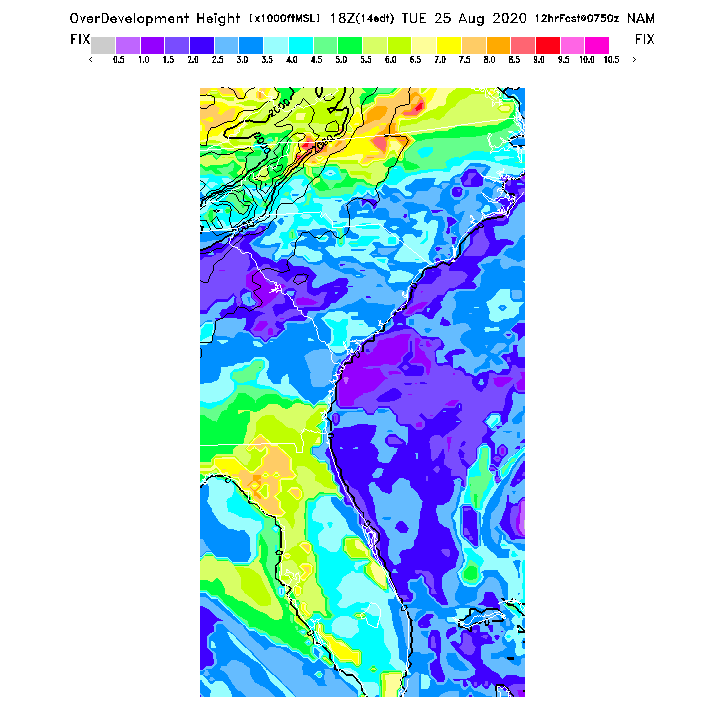 OverDevelopment Height [x1000ftMSL] 18Z(14edt) TUE 25 Aug 2020 12hrFcst@0750z NAM
FIX FIX
< 0.5 1.0 1.5 2.0 2.5 3.0 3.5 4.0 4.5 5.0 5.5 6.0 6.5 7.0 7.5 8.0 8.5 9.0 9.5 10.0 10.5 >
2000